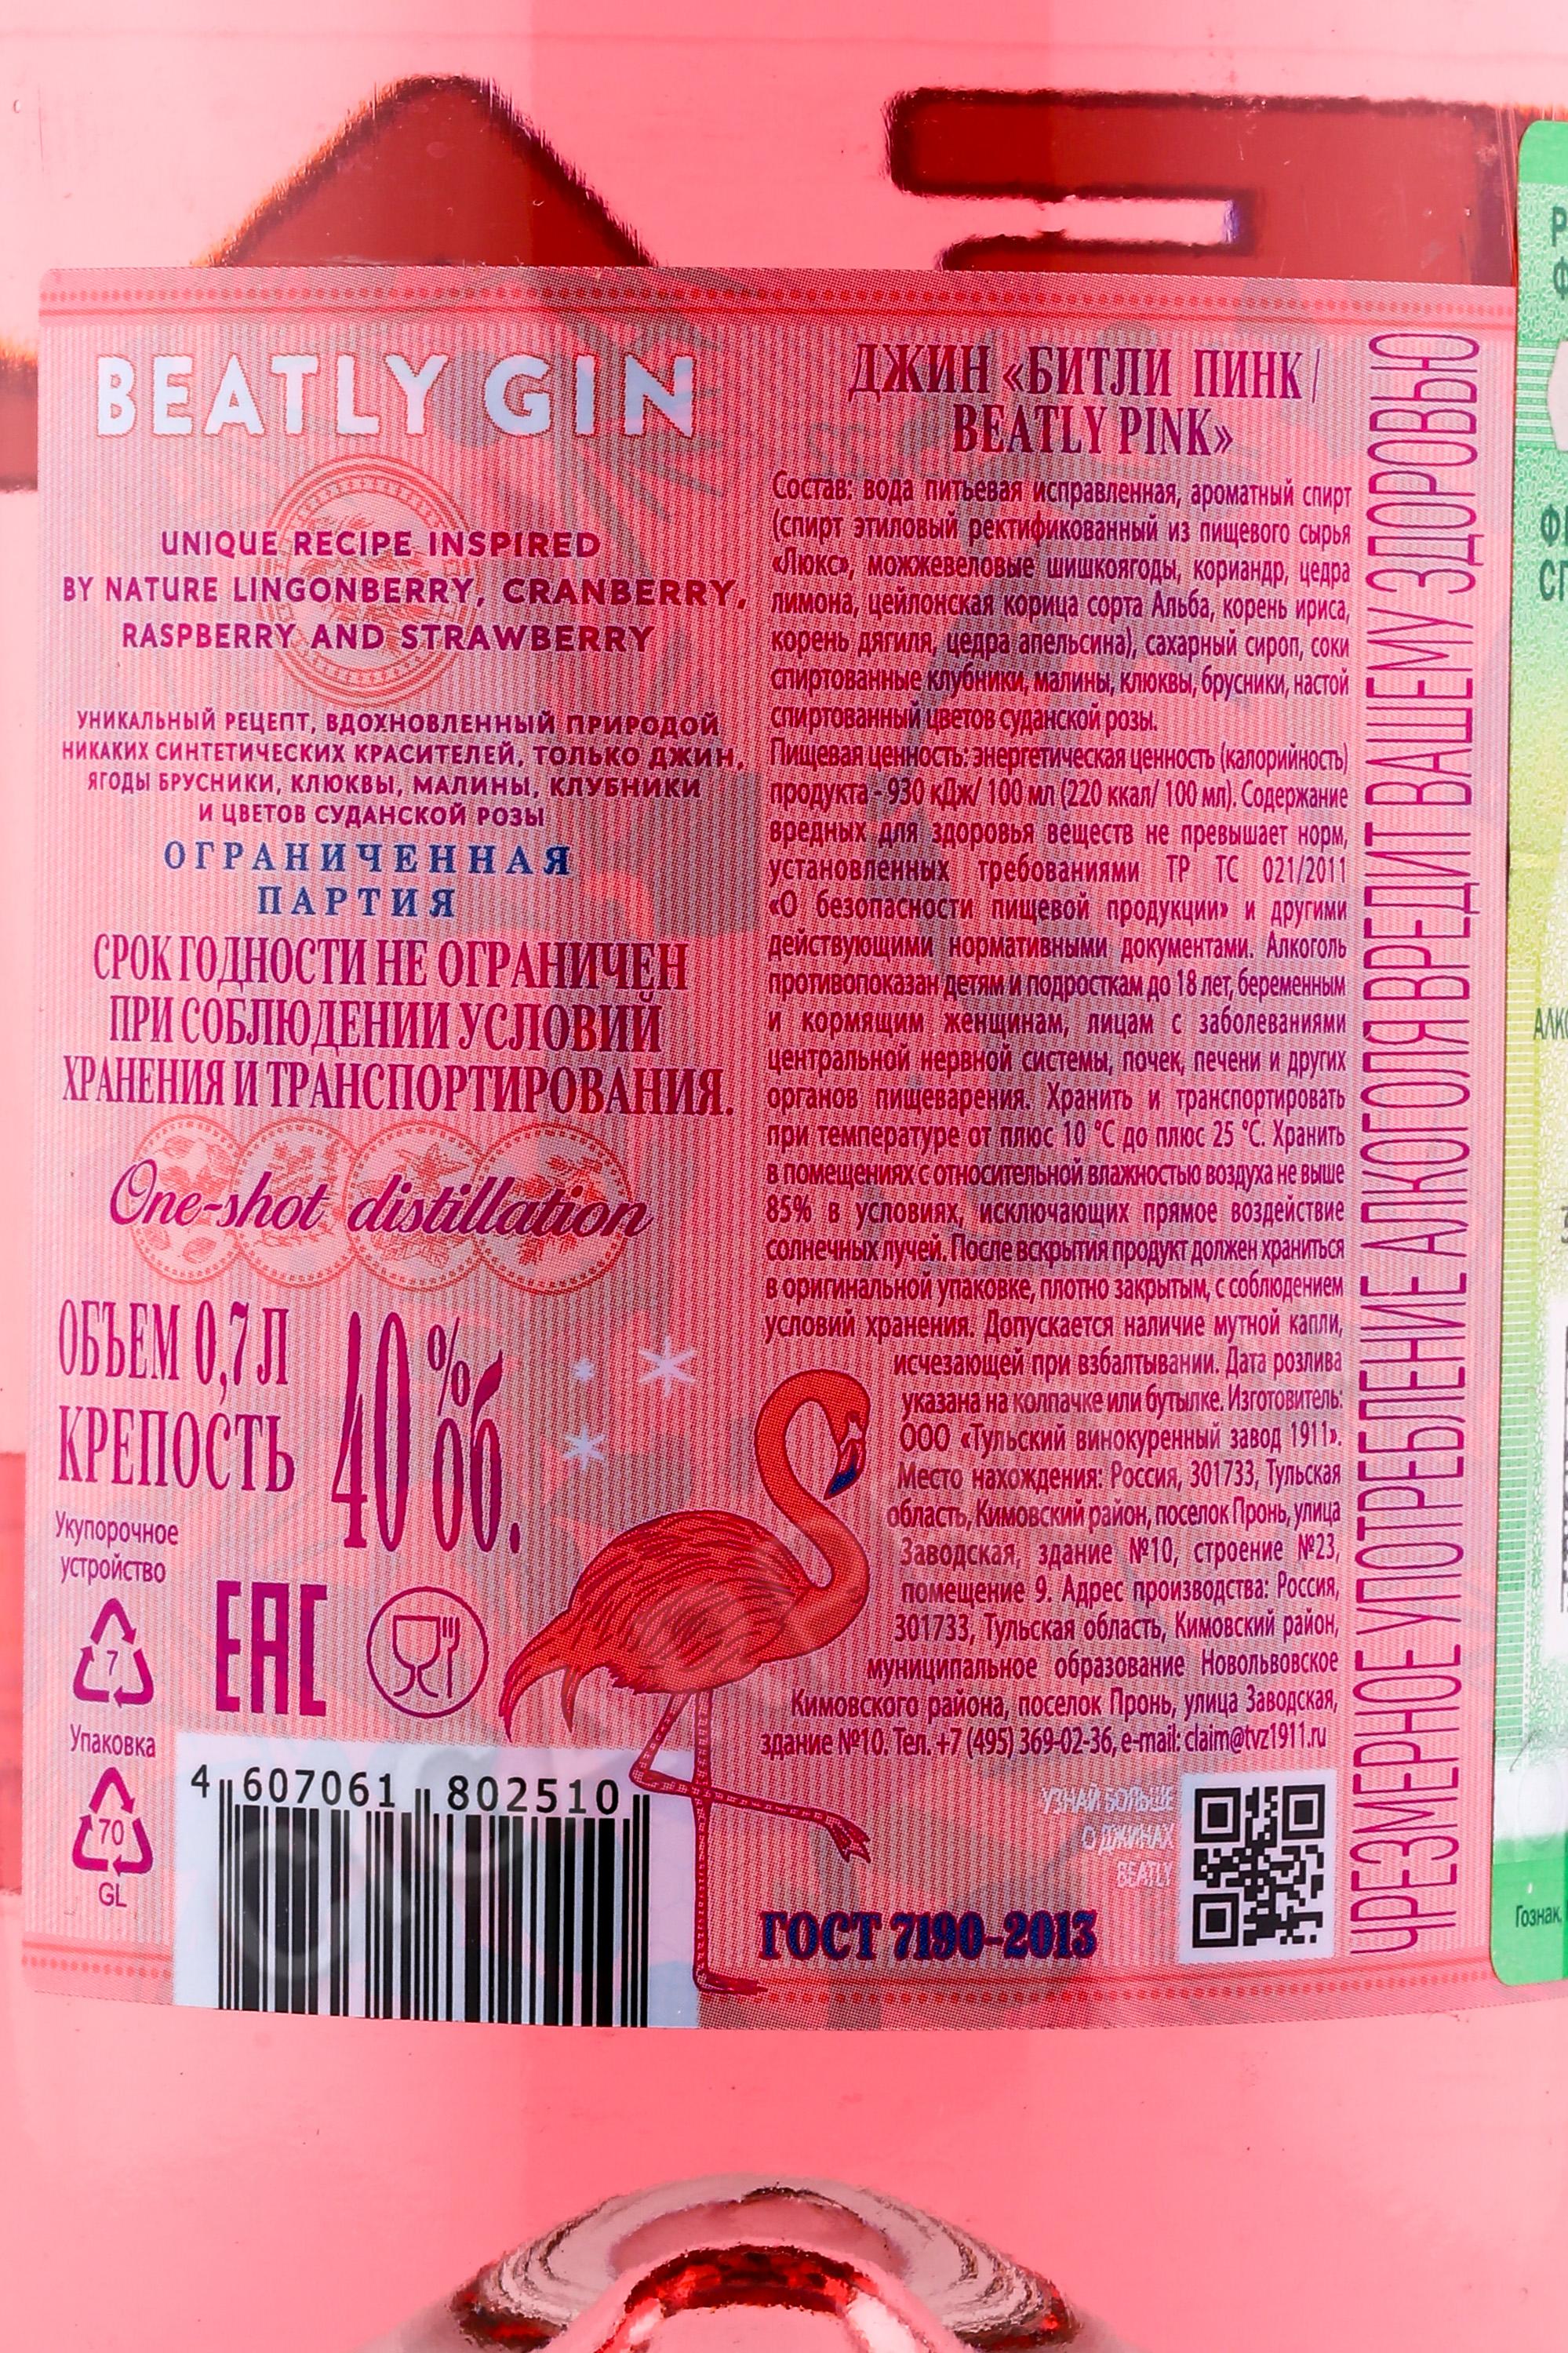 BEATLY GIN
UNIQUE RECIPE INSPIRED
BY NATURE LINGONBERRY, CRANBERRY,
RASPBERRY AND STRAWBERRY
УНИКАЛЬНЫЙ РЕЦЕПТ, ВДОХНОВЛЕННЫЙ ПРИРОДОЙ
НИКАКИХ СИНТЕТИЧЕСКИХ КРАСИТЕЛЕЙ, ТОЛЬКО ДЖИН,
ЯГОДЫ БРУСНИКИ, КЛЮКВЫ, МАЛИНЫ, КЛУБНИКИ
И ЦВЕТОВ СУДАНСКОЙ РОЗЫ
ОГРАНИЧЕННАЯ
ПАРТИЯ
СРОК ГОДНОСТИ НЕ ОГРАНИЧЕН
ПРИ СОБЛЮДЕНИИ УСЛОВИЙ
ХРАНЕНИЯ И ТРАНСПОРТИРОВАНИЯ.
One-shot distillation
ОБЪЕМ 0,7 Л
КРЕПОСТЬ 40 % об.
Укупорочное
устройство
7
EAC
Упаковка
70
GL
4 607061 802510
ДЖИН «БИТЛИ ПИНК /
BEATLY PINK»
Состав: вода питьевая исправленная, ароматный спирт
(спирт этиловый ректификованный из пищевого сырья
«Люкс», можжевеловые шишкоягоды, кориандр, цедра
лимона, цейлонская корица сорта Альба, корень ириса,
корень дягиля, цедра апельсина), сахарный сироп, соки
спиртованные клубники, малины, клюквы, брусники, настой
спиртованный цветов суданской розы.
Пищевая ценность: энергетическая ценность (калорийность)
продукта - 930 кДж/ 100 мл (220 ккал/ 100 мл). Содержание
вредных для здоровья веществ не превышает норм,
установленных требованиями ТР ТС 021/2011
«О безопасности пищевой продукции» и другими
действующими нормативными документами. Алкоголь
противопоказан детям и подросткам до 18 лет, беременным
и кормящим женщинам, лицам с заболеваниями
центральной нервной системы, почек, печени и других
органов пищеварения. Хранить и транспортировать
при температуре от плюс 10 °C до плюс 25 °C. Хранить
в помещениях с относительной влажностью воздуха не выше
85% в условиях, исключающих прямое воздействие
солнечных лучей. После вскрытия продукт должен храниться
в оригинальной упаковке, плотно закрытым, с соблюдением
условий хранения. Допускается наличие мутной капли,
исчезающей при взбалтывании. Дата розлива
указана на колпачке или бутылке. Изготовитель:
ООО «Тульский винокуренный завод 1911».
Место нахождения: Россия, 301733, Тульская
область, Кимовский район, поселок Пронь, улица
Заводская, здание №10, строение №23,
помещение 9. Адрес производства: Россия,
301733, Тульская область, Кимовский район,
муниципальное образование Новольвовское
Кимовского района, поселок Пронь, улица Заводская,
здание №10. Тел. +7 (495) 369-02-36, e-mail: claim@tvz1911.ru
УЗНАЙ БОЛЬШЕ
О ДЖИНАХ
BEATLY
ГОСТ 7190-2013
ЧРЕЗМЕРНОЕ УПОТРЕБЛЕНИЕ АЛКОГОЛЯ ВРЕДИТ ВАШЕМУ ЗДОРОВЬЮ
Гознак,